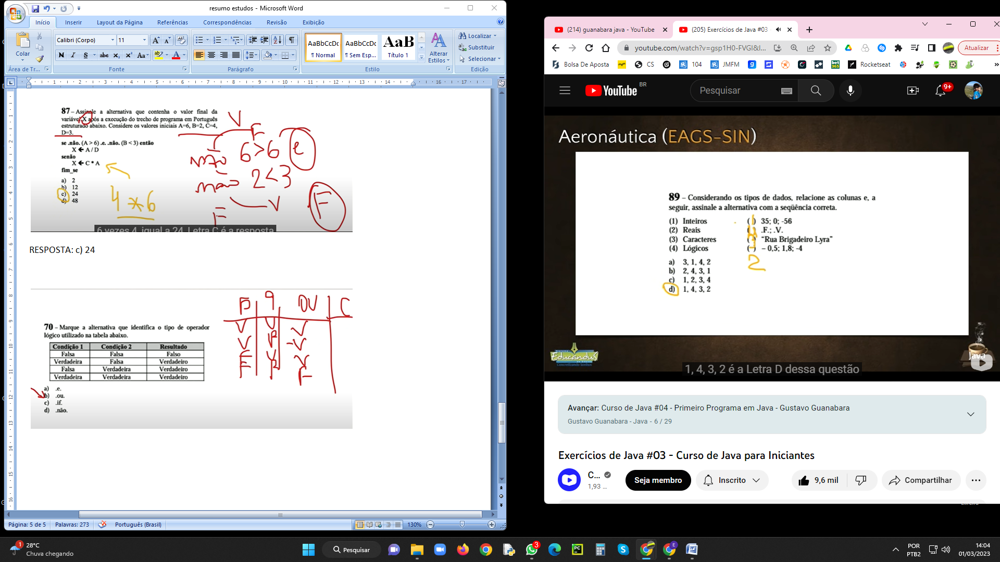 resumo estudos - Microsoft Word
Início Inserir Layout da Página Referências Correspondências Revisão Exibição
Calibri (Corpo) 11
Colar
Área de Tr...
Fonte
Parágrafo
AaBbCcDc AaBbCcDc AaB
¶ Normal ¶ Sem Esp... Título 1
Alterar Estilos
Estilo
Localizar
Substituir
Selecionar
Edição
87 – Assinale a alternativa que contenha o valor final da
variável X após a execução do trecho de programa em Português
estruturado abaixo. Considere os valores iniciais A=6, B=2, C=4,
D=3.
se .não. (A > 6) .e. .não. (B < 3) então
X ← A / D
senão
X ← C * A
fim_se
a) 2
b) 12
c) 24
d) 48
V
F
não 6>6 e
não 2<3
F V
F
4 * 6
6 vezes 4, igual a 24. Letra C é a resposta
RESPOSTA: c) 24
P q OU C
V V V
V F V
F V V
F F F
70 – Marque a alternativa que identifica o tipo de operador
lógico utilizado na tabela abaixo.
Condição 1 Condição 2 Resultado
Falsa Falsa Falso
Verdadeira Falsa Verdadeiro
Falsa Verdadeira Verdadeiro
Verdadeira Verdadeira Verdadeiro
a) .e.
b) .ou.
c) .if.
d) .não.
Página: 5 de 5 Palavras: 273 Português (Brasil) 130%
(214) guanabara java - YouTube
(205) Exercícios de Java #03
youtube.com/watch?v=gsp1H0-FVGI&l...
Atualizar
Bolsa De Aposta CS 104 JMFM bet365 Rocketseat
YouTube BR
Pesquisar
9+
Aeronáutica (EAGS-SIN)
89 – Considerando os tipos de dados, relacione as colunas e, a
seguir, assinale a alternativa com a seqüência correta.
(1) Inteiros ( ) 35; 0; -56
(2) Reais ( ) .F.; .V.
(3) Caracteres ( ) “Rua Brigadeiro Lyra”
(4) Lógicos ( ) – 0,5; 1,8; -4
2
a) 3, 1, 4, 2
b) 2, 4, 3, 1
c) 1, 2, 3, 4
d) 1, 4, 3, 2
Educandus
Concretizando Sonhos
Java
1, 4, 3, 2 é a Letra D dessa questão
Avançar: Curso de Java #04 - Primeiro Programa em Java - Gustavo Guanabara
Gustavo Guanabara - Java - 6 / 29
Exercícios de Java #03 - Curso de Java para Iniciantes
C...
1,93 ...
Seja membro
Inscrito
9,6 mil
Compartilhar
1
28°C
Chuva chegando
Pesquisar
3
POR
PTB2
14:04
01/03/2023